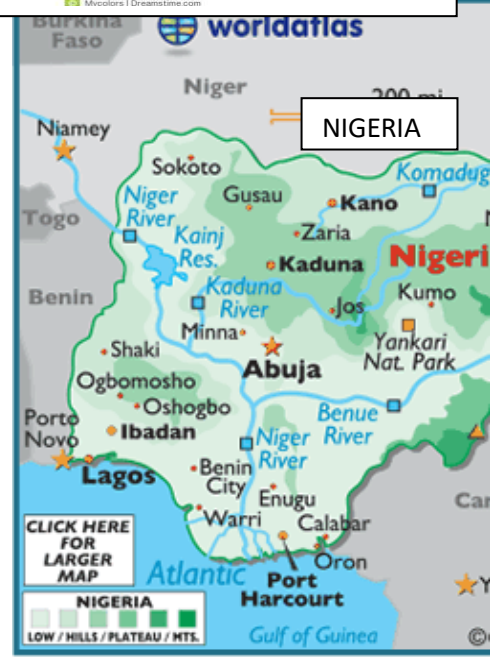 Mycolors | Dreamstime.com
Burkina
Faso
worldatlas
Niger
200 mi
NIGERIA
Niamey
Sokoto
Komadug
Niger
River
Gusau
Kano
Togo
Kainj
Res.
Zaria
Nigeri
Kaduna
Kaduna
River
Kumo
Benin
Jos
Minna
Yankari
Nat. Park
Shaki
Abuja
Ogbomosho
Oshogbo
Benue
River
Porto
Novo
Ibadan
Niger
River
Lagos
Benin
City
Enugu
Warri
Calabar
Car
CLICK HERE
FOR
LARGER
MAP
Oron
Atlantic
Port
Harcourt
Y
NIGERIA
LOW / HILLS / PLATEAU / MTS.
Gulf of Guinea
©